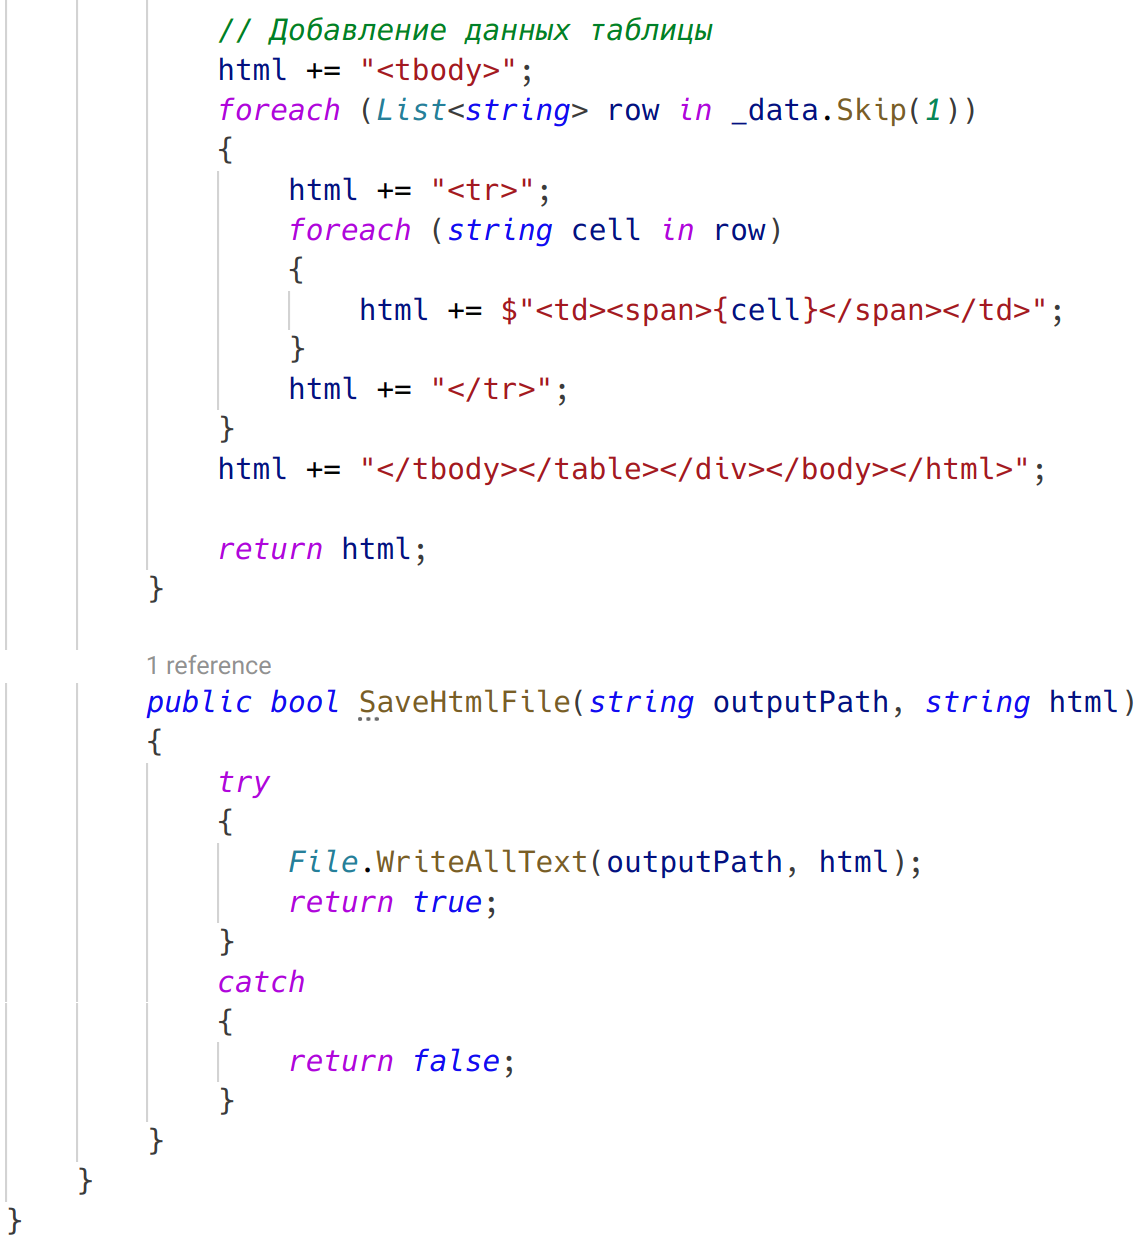 // Добавление данных таблицы
html += "<tbody>";
foreach (List<string> row in _data.Skip(1))
{
html += "<tr>";
foreach (string cell in row)
{
html += $"<td><span>{cell}</span></td>";
}
html += "</tr>";
}
html += "</tbody></table></div></body></html>";
return html;
}
1 reference
public bool SaveHtmlFile(string outputPath, string html)
{
try
{
File.WriteAllText(outputPath, html);
return true;
}
catch
{
return false;
}
}
}
}